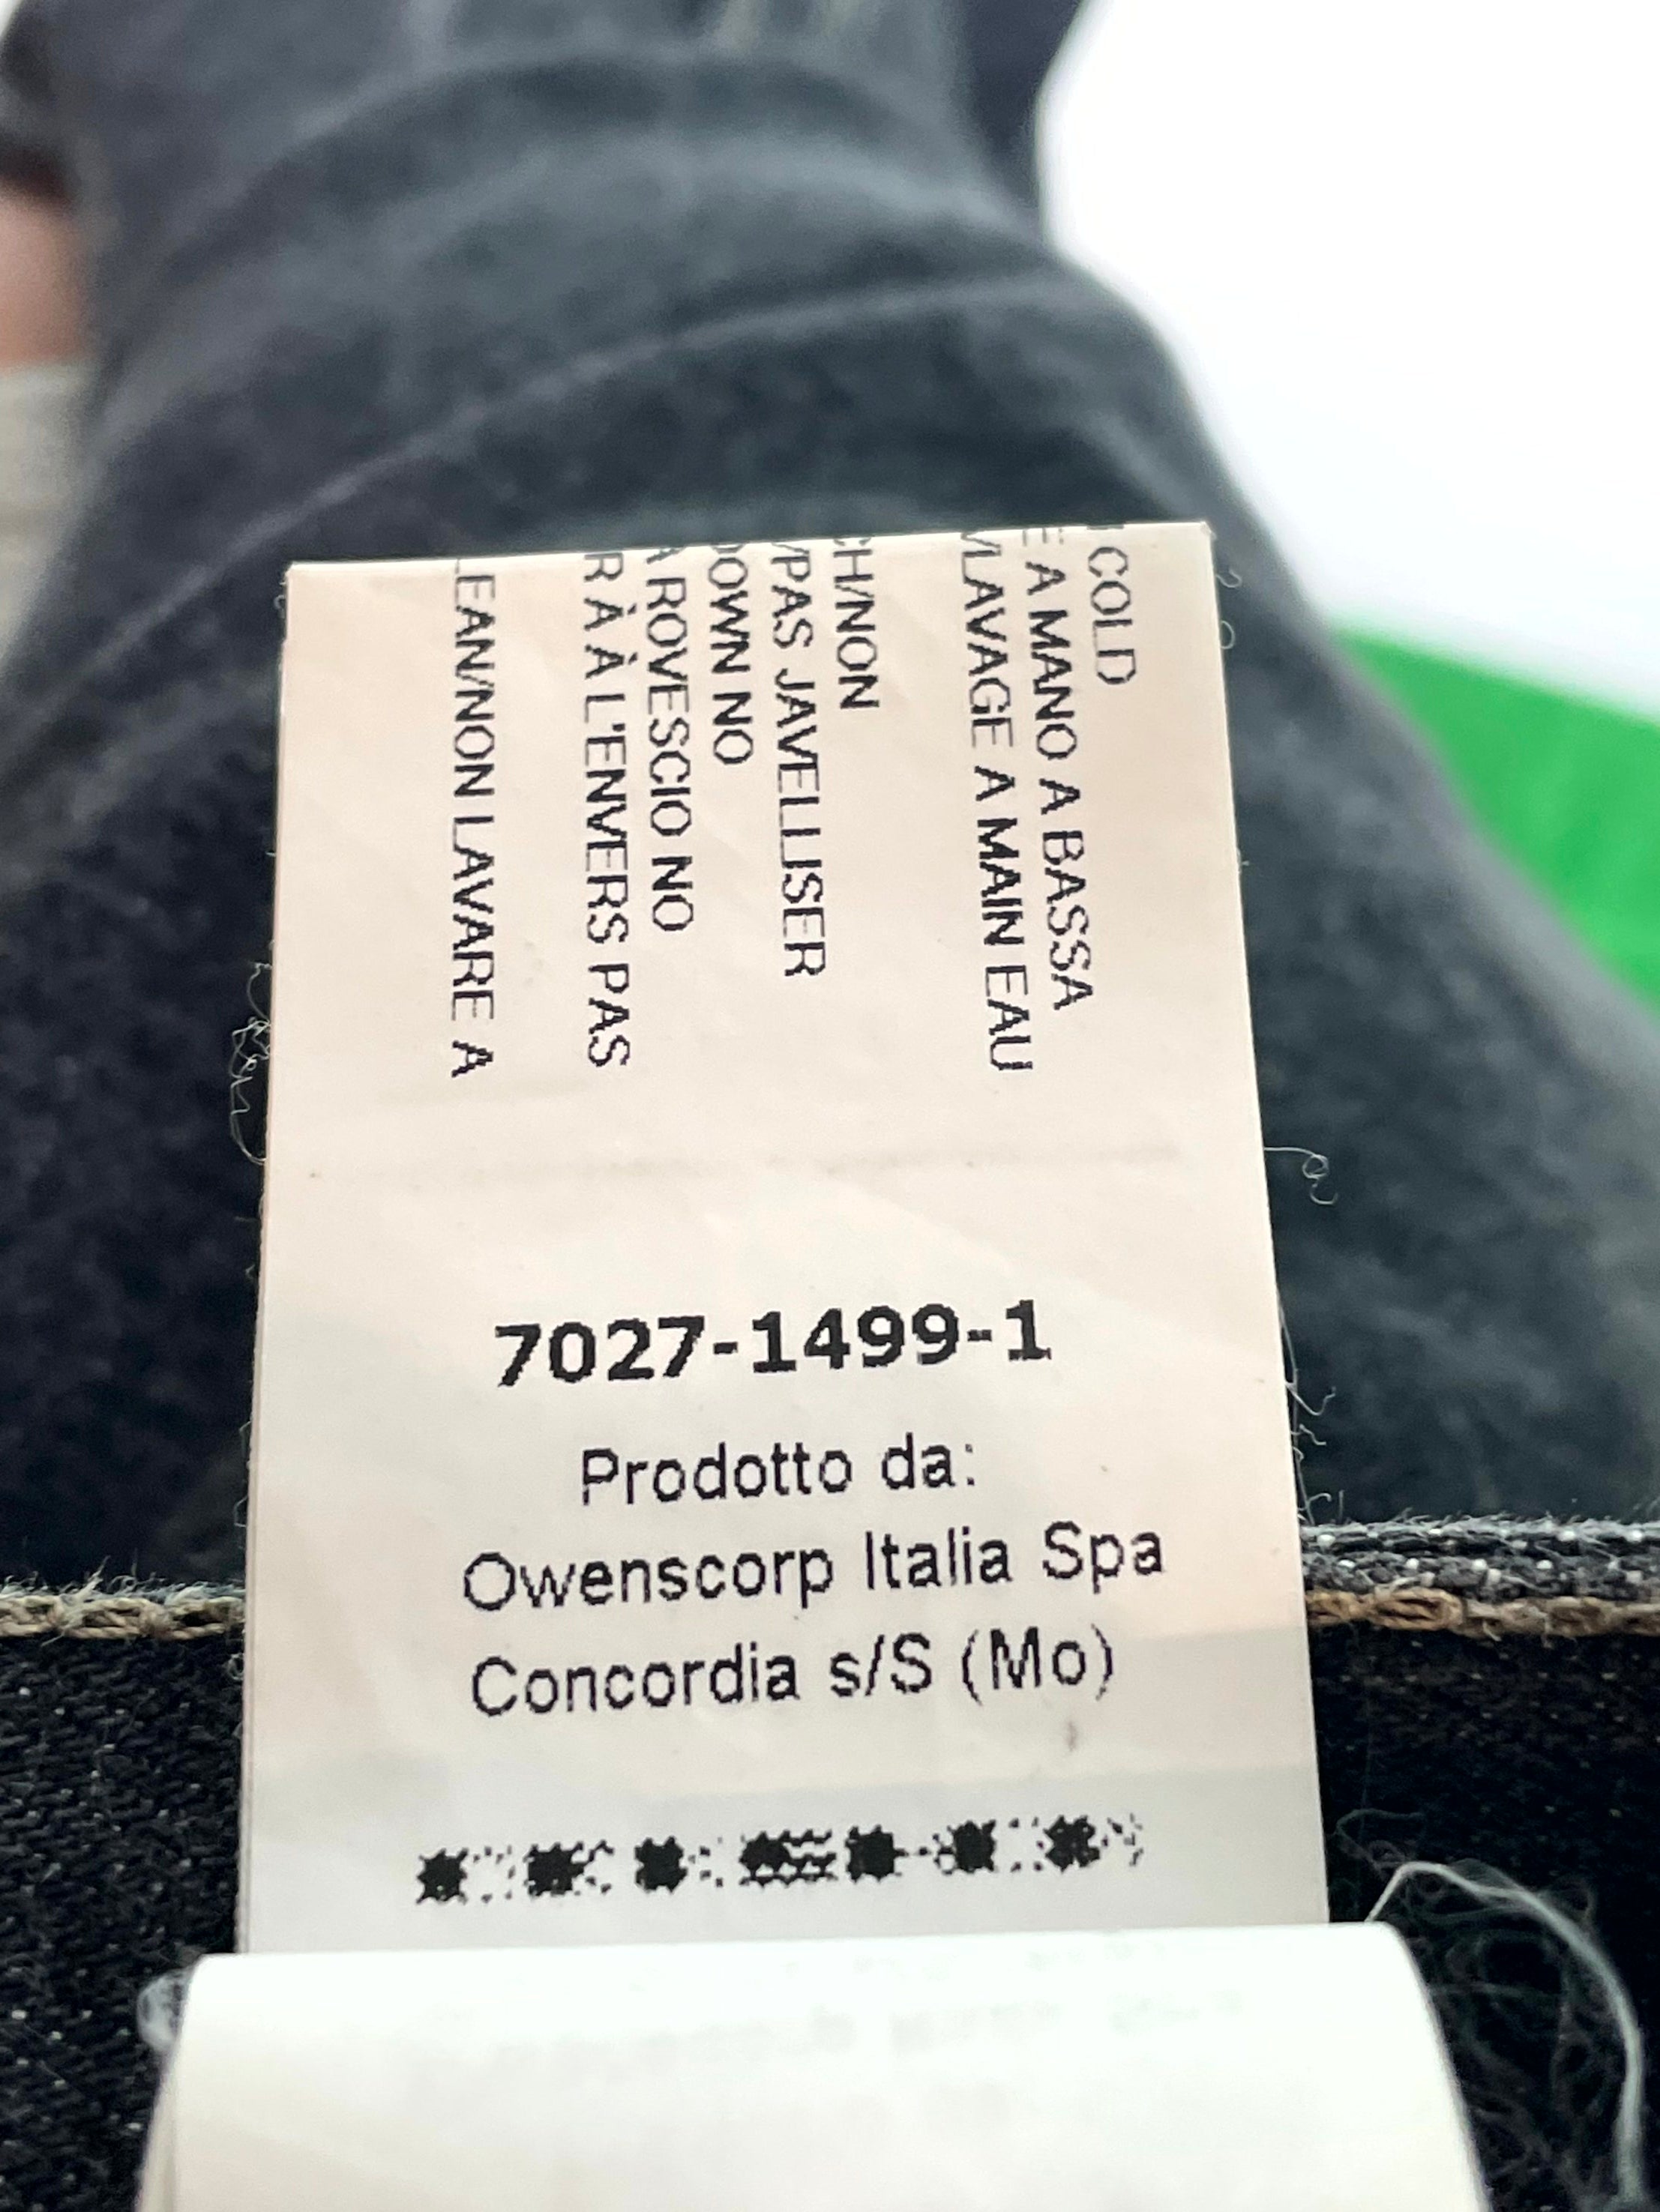 COLD
E A MANO A BASSA
LAVAGE A MAIN EAU
CH/NON
PAS JAVELLISER
DOWN NO
A ROVESCIO NO
R À À L'ENVERS PAS
LEAN/NON LAVARE A
7027-1499-1
Prodotto da:
Owenscorp Italia Spa
Concordia s/S (Mo)